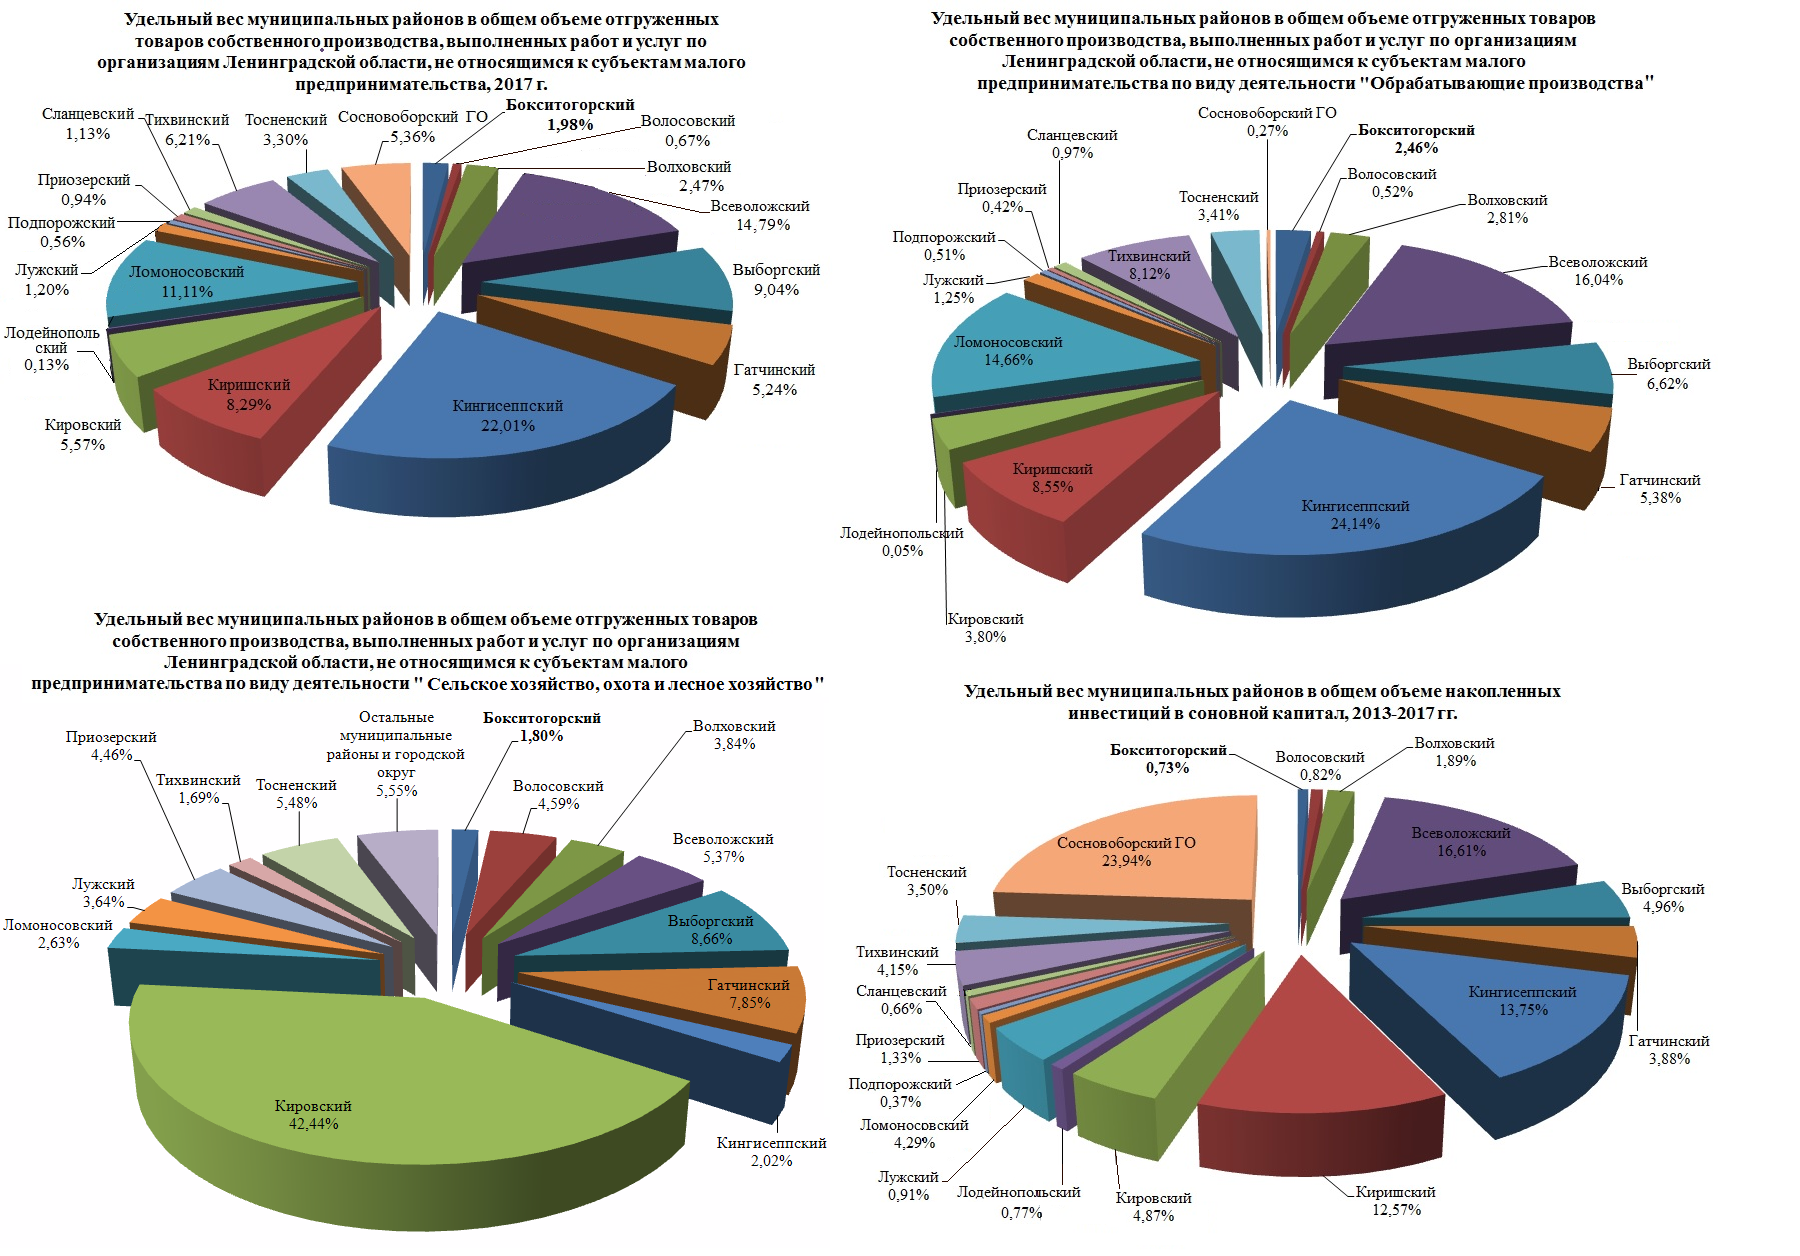 Удельный вес муниципальных районов в общем объеме отгруженных
товаров собственного производства, выполненных работ и услуг по
организациям Ленинградской области, не относящимся к субъектам малого
предпринимательства, 2017 г.
Бокситогорский
1,98%
Волосовский
0,67%
Волховский
2,47%
Всеволожский
14,79%
Выборгский
9,04%
Гатчинский
5,24%
Кингисеппский
22,01%
Киришский
8,29%
Кировский
5,57%
Лодейнополь
ский
0,13%
Ломоносовский
11,11%
Лужский
1,20%
Подпорожский
0,56%
Приозерский
0,94%
Сланцевский
1,13%
Тихвинский
6,21%
Тосненский
3,30%
Сосновоборский ГО
5,36%
Удельный вес муниципальных районов в общем объеме отгруженных товаров
собственного производства, выполненных работ и услуг по организациям
Ленинградской области, не относящимся к субъектам малого
предпринимательства по виду деятельности "Обрабатывающие производства"
Сосновоборский ГО
0,27%
Бокситогорский
2,46%
Волосовский
0,52%
Волховский
2,81%
Всеволожский
16,04%
Выборгский
6,62%
Гатчинский
5,38%
Кингисеппский
24,14%
Киришский
8,55%
Кировский
3,80%
Лодейнопольский
0,05%
Ломоносовский
14,66%
Лужский
1,25%
Подпорожский
0,51%
Приозерский
0,42%
Сланцевский
0,97%
Тихвинский
8,12%
Тосненский
3,41%
Удельный вес муниципальных районов в общем объеме отгруженных товаров
собственного производства, выполненных работ и услуг по организациям
Ленинградской области, не относящимся к субъектам малого
предпринимательства по виду деятельности " Сельское хозяйство, охота и лесное хозяйство"
Остальные
муниципальные
районы и городской
округ
5,55%
Бокситогорский
1,80%
Волосовский
4,59%
Волховский
3,84%
Всеволожский
5,37%
Выборгский
8,66%
Гатчинский
7,85%
Кингисеппский
2,02%
Кировский
42,44%
Ломоносовский
2,63%
Лужский
3,64%
Приозерский
4,46%
Тихвинский
1,69%
Тосненский
5,48%
Удельный вес муниципальных районов в общем объеме накопленных
инвестиций в соновной капитал, 2013-2017 гг.
Бокситогорский
0,73%
Волосовский
0,82%
Волховский
1,89%
Всеволожский
16,61%
Выборгский
4,96%
Гатчинский
3,88%
Кингисеппский
13,75%
Киришский
12,57%
Кировский
4,87%
Лодейнопольский
0,77%
Лужский
0,91%
Ломоносовский
4,29%
Подпорожский
0,37%
Приозерский
1,33%
Сланцевский
0,66%
Тихвинский
4,15%
Тосненский
3,50%
Сосновоборский ГО
23,94%